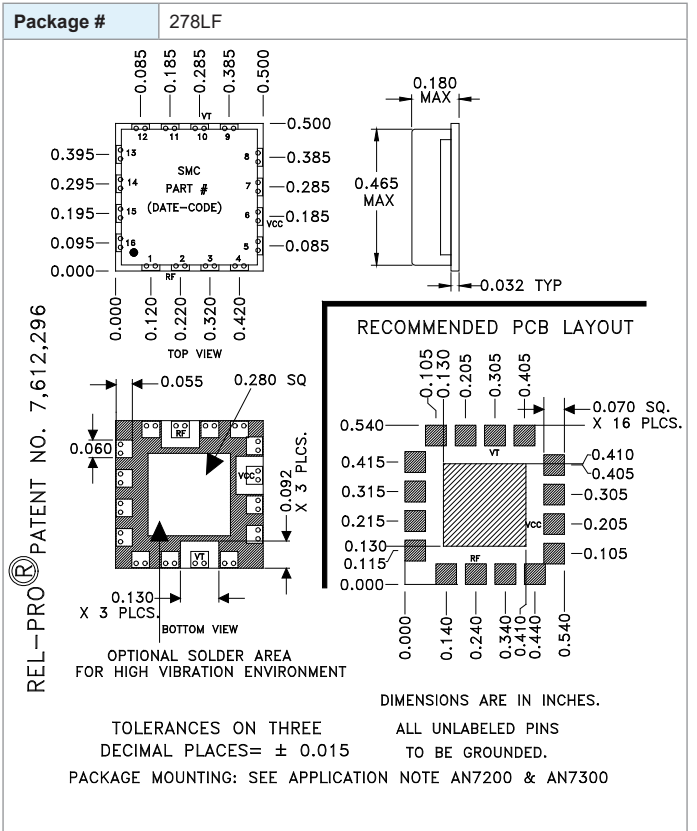 Package # 278LF
0.085 0.185 0.285 0.385 0.500
VT
12 11 10 9
0.500
0.395 13
8 0.385
0.295 14
7 0.285
0.195 15
6 0.185
VCC
0.095 16
5 0.085
0.000
SMC
PART #
(DATE-CODE)
1 2 3 4
RF
0.000 0.120 0.220 0.320 0.420
TOP VIEW
0.180
MAX
0.465
MAX
0.032 TYP
REL-PRO® PATENT NO. 7,612,296
0.055
0.280 SQ
0.060
RF
VCC
VT
0.092
X 3 PLCS.
0.130
X 3 PLCS.
BOTTOM VIEW
OPTIONAL SOLDER AREA
FOR HIGH VIBRATION ENVIRONMENT
RECOMMENDED PCB LAYOUT
0.105 0.130 0.205 0.305 0.405
0.070 SQ.
X 16 PLCS.
0.540
VT
0.410
0.415
0.405
0.315
0.305
0.215
VCC
0.205
0.130
0.115
0.105
RF
0.000
0.000 0.140 0.240 0.340 0.410 0.440 0.540
DIMENSIONS ARE IN INCHES.
TOLERANCES ON THREE
DECIMAL PLACES= ± 0.015
ALL UNLABELED PINS
TO BE GROUNDED.
PACKAGE MOUNTING: SEE APPLICATION NOTE AN7200 & AN7300